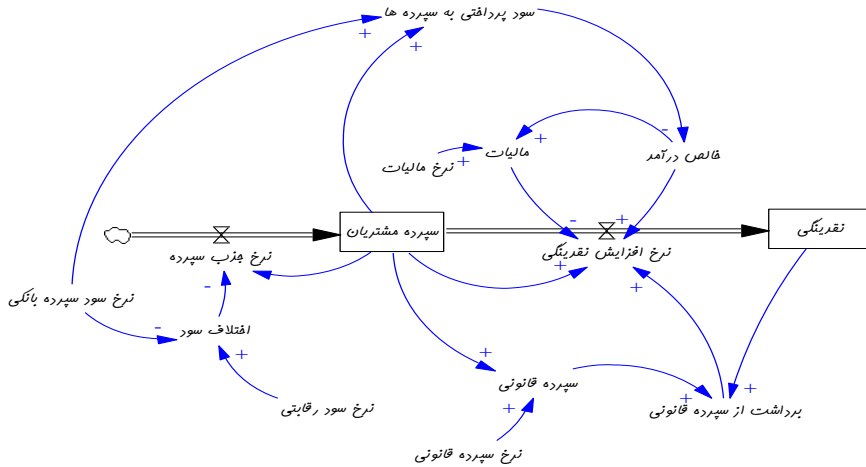 سود پرداختی به سپرده ها
نرخ مالیات
مالیات
خالص درآمد
سپرده مشتریان
نقدینگی
نرخ جذب سپرده
نرخ افزایش نقدینگی
نرخ سود سپرده بانکی
اختلاف سود
سپرده قانونی
نرخ سود رقابتی
برداشت از سپرده قانونی
نرخ سپرده قانونی